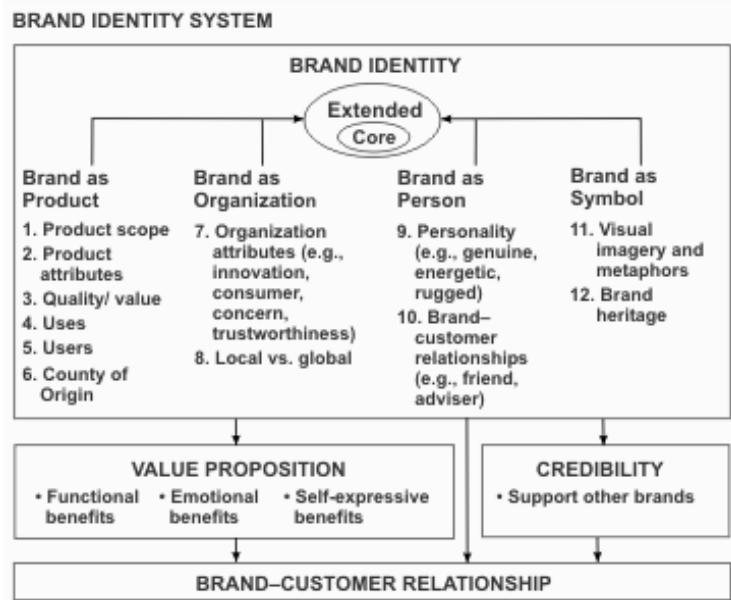 BRAND IDENTITY SYSTEM
BRAND IDENTITY
Extended
Core
Brand as
Product
1. Product scope
2. Product
attributes
3. Quality/ value
4. Uses
5. Users
6. County of
Origin
Brand as
Organization
7. Organization
attributes (e.g.,
innovation,
consumer,
concern,
trustworthiness)
8. Local vs. global
Brand as
Person
9. Personality
(e.g., genuine,
energetic,
rugged)
10. Brand–
customer
relationships
(e.g., friend,
adviser)
Brand as
Symbol
11. Visual
imagery and
metaphors
12. Brand
heritage
VALUE PROPOSITION
• Functional
benefits
• Emotional
benefits
• Self-expressive
benefits
CREDIBILITY
• Support other brands
BRAND–CUSTOMER RELATIONSHIP